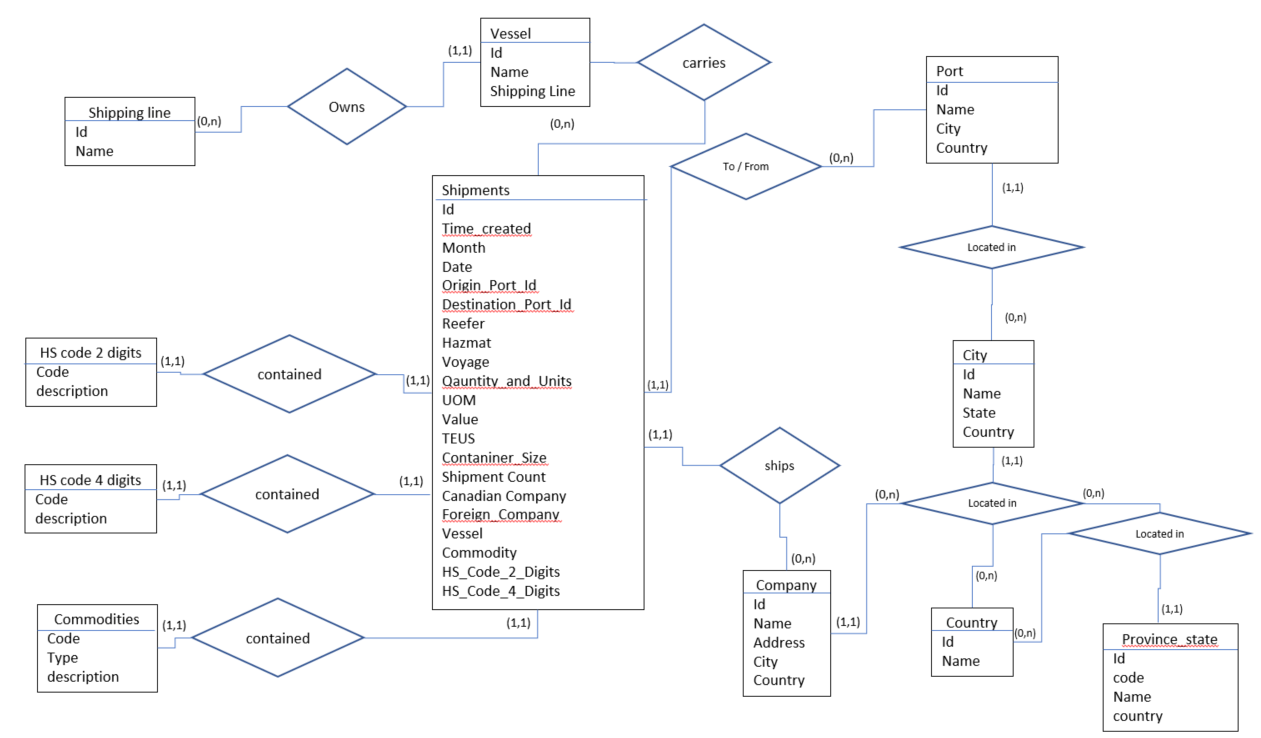 Vessel
Id
Name
Shipping Line
(1,1)
carries
(0,n)
Owns
Shipping line
Id
Name
(0,n)
Port
Id
Name
City
Country
To / From
(0,n)
(1,1)
(1,1)
Located in
(0,n)
Shipments
Id
Time_created
Month
Date
Origin_Port_Id
Destination_Port_Id
Reefer
Hazmat
Voyage
Qauntity_and_Units
UOM
Value
TEUS
Contaniner_Size
Shipment Count
Canadian Company
Foreign_Company
Vessel
Commodity
HS_Code_2_Digits
HS_Code_4_Digits
HS code 2 digits
Code
description
(1,1)
contained
(1,1)
HS code 4 digits
Code
description
(1,1)
contained
(1,1)
Commodities
Code
Type
description
(1,1)
contained
(1,1)
(1,1)
ships
(0,n)
Company
Id
Name
Address
City
Country
(1,1)
City
Id
Name
State
Country
(1,1)
(0,n)
Located in
(0,n)
(0,n)
Located in
Country
Id
Name
(0,n)
(1,1)
Province_state
Id
code
Name
country